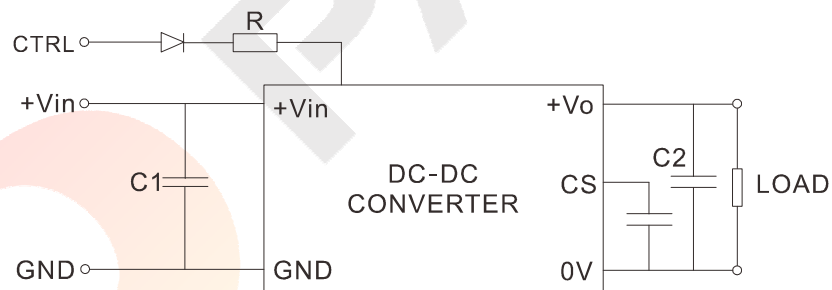 R
CTRL
+Vin
+Vin
+Vo
C1
DC-DC
CONVERTER
CS
C2
LOAD
GND
GND
0V